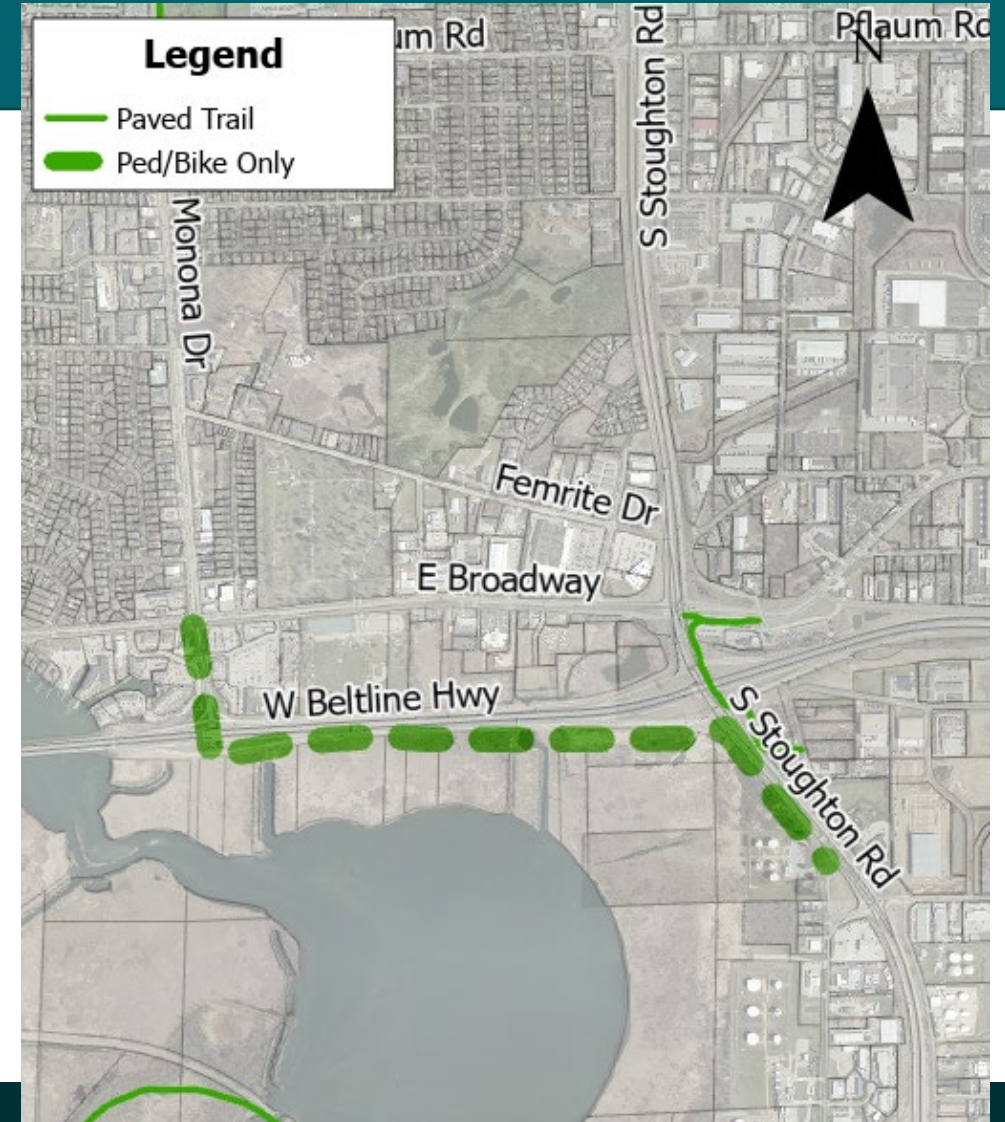 Legend
Paved Trail
Ped/Bike Only
um Rd
S Stoughton Rd
Pflaum Rd
N
Monona Dr
Femrite Dr
E Broadway
W Beltline Hwy
S Stoughton Rd